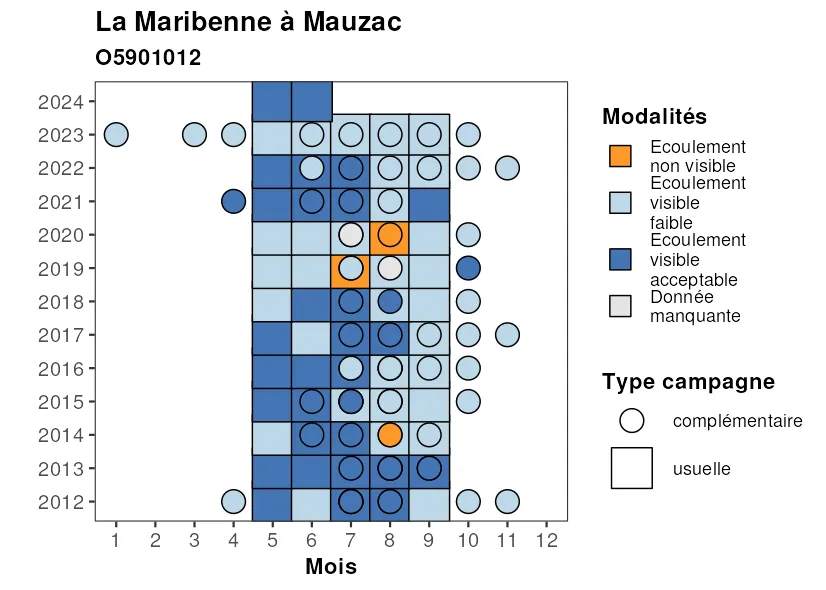 La Maribenne à Mauzac
O5901012
2024
2023
2022
2021
2020
2019
2018
2017
2016
2015
2014
2013
2012
1 2 3 4 5 6 7 8 9 10 11 12
Mois
Modalités
Ecoulement
non visible
Ecoulement
visible
faible
Ecoulement
visible
acceptable
Donnée
manquante
Type campagne
complémentaire
usuelle